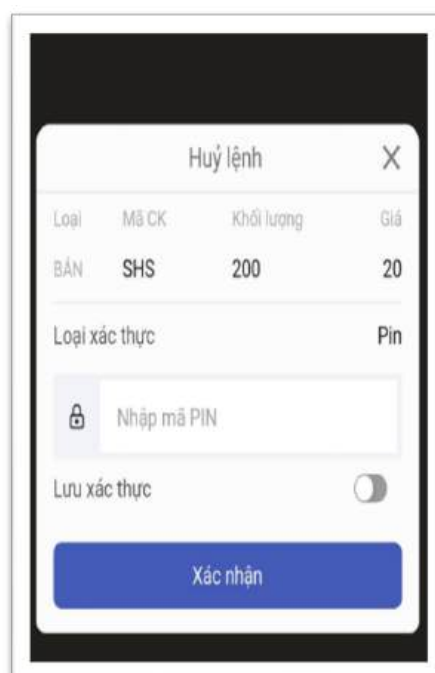 Huỷ lệnh
Loại Mã CK Khối lượng Giá
BÁN SHS 200 20
Loại xác thực Pin
Nhập mã PIN
Lưu xác thực
Xác nhận